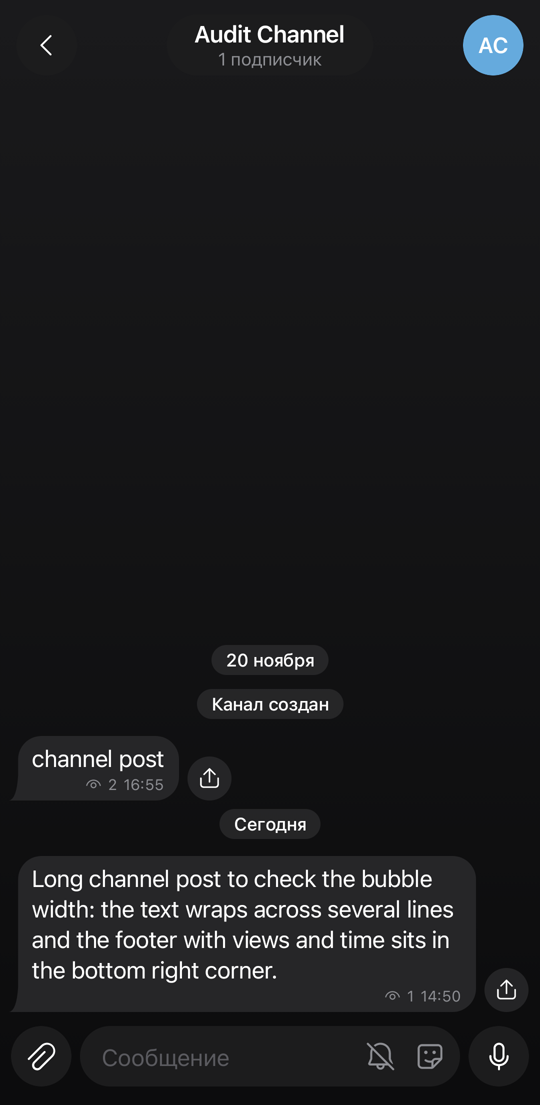 Audit Channel
1 подписчик
AC
20 ноября
Канал создан
channel post
2 16:55
Сегодня
Long channel post to check the bubble
width: the text wraps across several lines
and the footer with views and time sits in
the bottom right corner.
1 14:50
Сообщение